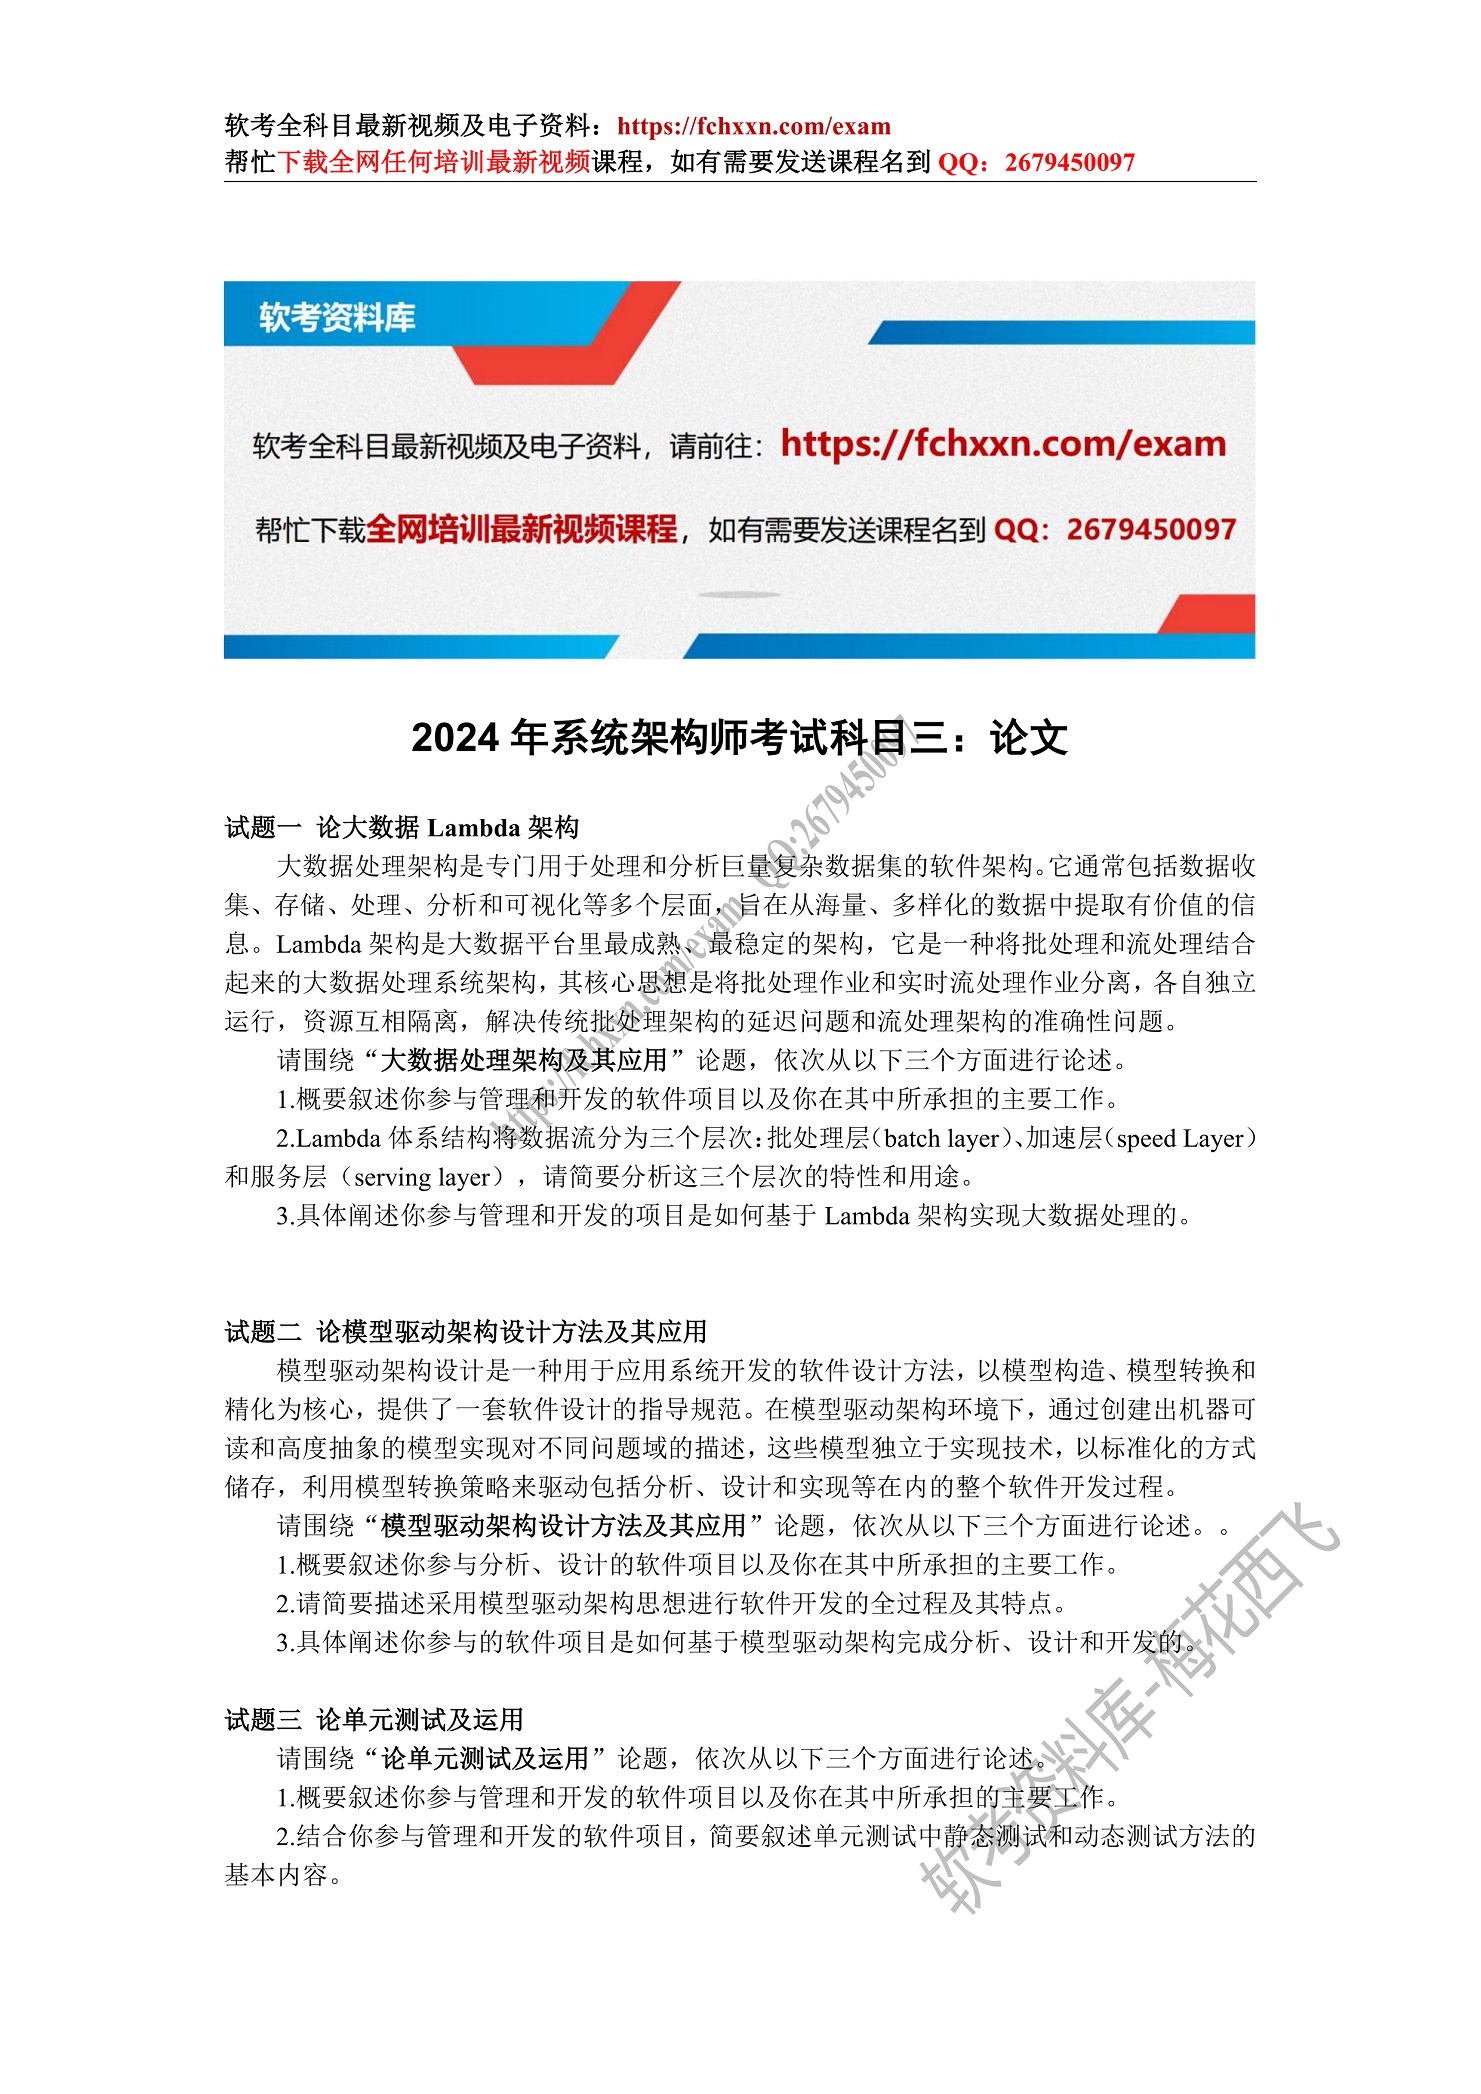 软考全科目最新视频及电子资料：https://fchxxn.com/exam
帮忙下载全网任何培训最新视频课程，如有需要发送课程名到 QQ：2679450097
软考资料库
软考全科目最新视频及电子资料，请前往：https://fchxxn.com/exam
帮忙下载全网培训最新视频课程，如有需要发送课程名到 QQ：2679450097
2024 年系统架构师考试科目三：论文
试题一 论大数据 Lambda 架构
大数据处理架构是专门用于处理和分析巨量复杂数据集的软件架构。它通常包括数据收
集、存储、处理、分析和可视化等多个层面，旨在从海量、多样化的数据中提取有价值的信
息。Lambda 架构是大数据平台里最成熟、最稳定的架构，它是一种将批处理和流处理结合
起来的大数据处理系统架构，其核心思想是将批处理作业和实时流处理作业分离，各自独立
运行，资源互相隔离，解决传统批处理架构的延迟问题和流处理架构的准确性问题。
请围绕“大数据处理架构及其应用”论题，依次从以下三个方面进行论述。
1.概要叙述你参与管理和开发的软件项目以及你在其中所承担的主要工作。
2.Lambda 体系结构将数据流分为三个层次：批处理层（batch layer）、加速层（speed Layer）
和服务层（serving layer），请简要分析这三个层次的特性和用途。
3.具体阐述你参与管理和开发的项目是如何基于 Lambda 架构实现大数据处理的。
试题二 论模型驱动架构设计方法及其应用
模型驱动架构设计是一种用于应用系统开发的软件设计方法，以模型构造、模型转换和
精化为核心，提供了一套软件设计的指导规范。在模型驱动架构环境下，通过创建出机器可
读和高度抽象的模型实现对不同问题域的描述，这些模型独立于实现技术，以标准化的方式
储存，利用模型转换策略来驱动包括分析、设计和实现等在内的整个软件开发过程。
请围绕“模型驱动架构设计方法及其应用”论题，依次从以下三个方面进行论述。。
1.概要叙述你参与分析、设计的软件项目以及你在其中所承担的主要工作。
2.请简要描述采用模型驱动架构思想进行软件开发的全过程及其特点。
3.具体阐述你参与的软件项目是如何基于模型驱动架构完成分析、设计和开发的。
试题三 论单元测试及运用
请围绕“论单元测试及运用”论题，依次从以下三个方面进行论述。
1.概要叙述你参与管理和开发的软件项目以及你在其中所承担的主要工作。
2.结合你参与管理和开发的软件项目，简要叙述单元测试中静态测试和动态测试方法的
基本内容。
https://fchxxn.com/exam QQ:2679450097
软考资料库-梅花西飞